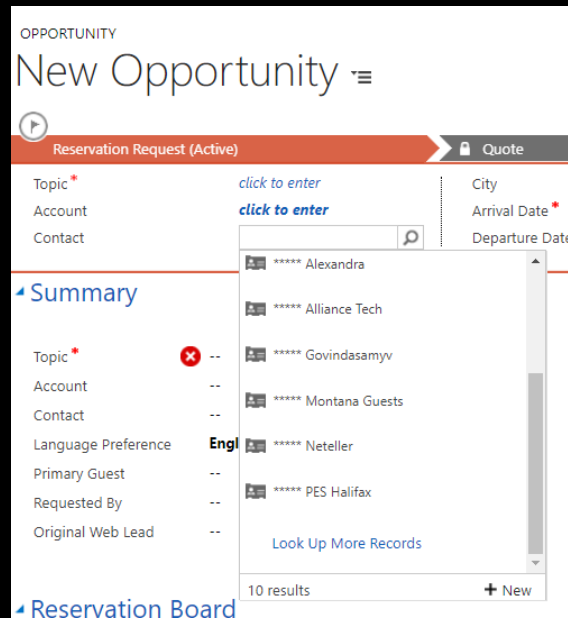 OPPORTUNITY
New Opportunity
Reservation Request (Active)
Quote
Topic * click to enter
City
Account click to enter
Arrival Date *
Contact
Departure Date
***** Alexandra
***** Alliance Tech
***** Govindasamyv
***** Montana Guests
***** Neteller
***** PES Halifax
Look Up More Records
10 results
+ New
Summary
Topic * --
Account --
Contact --
Language Preference Engl
Primary Guest --
Requested By --
Original Web Lead --
Reservation Board